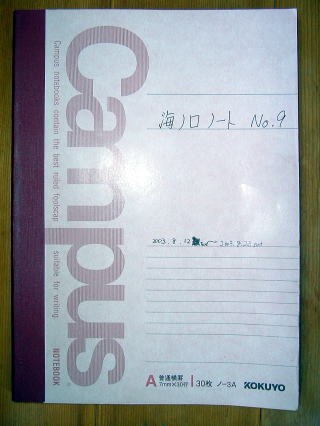 Campus
Campus notebooks contain the best ruled foolscap suitable for writing.
NOTEBOOK
海ノロノート No.9
2003.8.12
A 普通横罫
7mm×30行
30枚 ノ-3A
KOKUYO